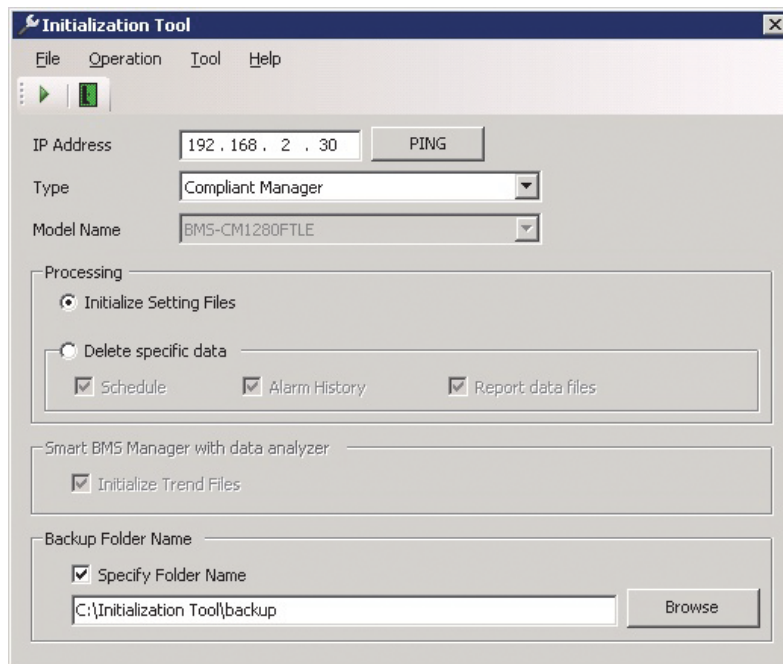 Initialization Tool
File Operation Tool Help
IP Address 192 . 168 . 2 . 30 PING
Type Compliant Manager
Model Name BMS-CM1280FTLE
Processing
Initialize Setting Files
Delete specific data
Schedule Alarm History Report data files
Smart BMS Manager with data analyzer
Initialize Trend Files
Backup Folder Name
Specify Folder Name
C:\Initialization Tool\backup Browse